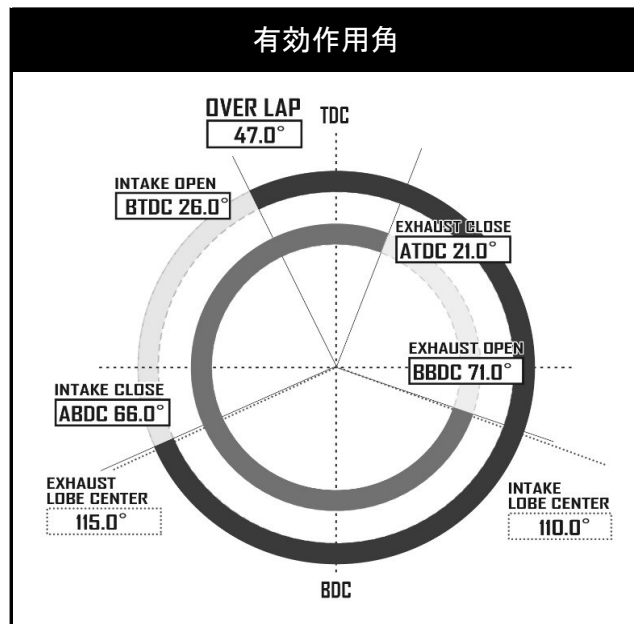 有効作用角
OVER LAP
47.0°
TDC
INTAKE OPEN
BTDC 26.0°
EXHAUST CLOSE
ATDC 21.0°
EXHAUST OPEN
BBDC 71.0°
INTAKE CLOSE
ABDC 66.0°
EXHAUST
LOBE CENTER
115.0°
INTAKE
LOBE CENTER
110.0°
BDC